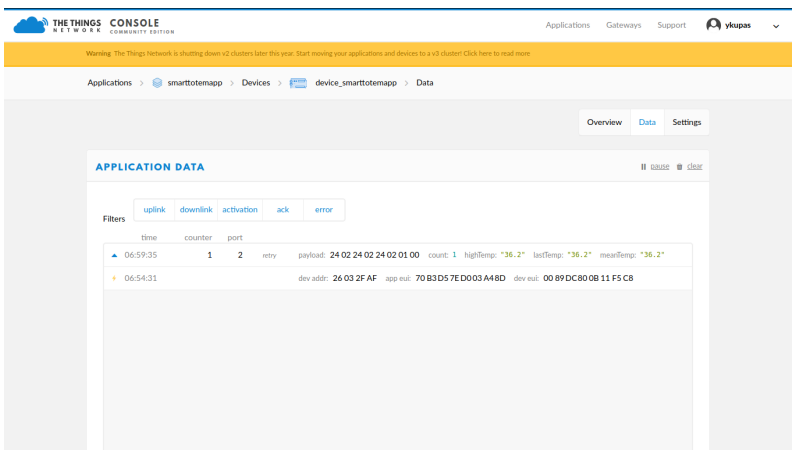 THE THINGS NETWORK CONSOLE COMMUNITY EDITION Applications Gateways Support ykupas
Warning The Things Network is shutting down v2 clusters later this year. Start moving your applications and devices to a v3 cluster! Click here to read more
Applications > smarttotemapp > Devices > device_smarttotemapp > Data
Overview Data Settings
APPLICATION DATA pause clear
Filters uplink downlink activation ack error
time counter port
06:59:35 1 2 retry payload: 24 02 24 02 24 02 01 00 count: 1 highTemp: "36.2" lastTemp: "36.2" meanTemp: "36.2"
06:54:31 dev addr: 26 03 2F AF app eui: 70 B3 D5 7E D0 03 A4 8D dev eui: 00 89 DC 80 0B 11 F5 C8